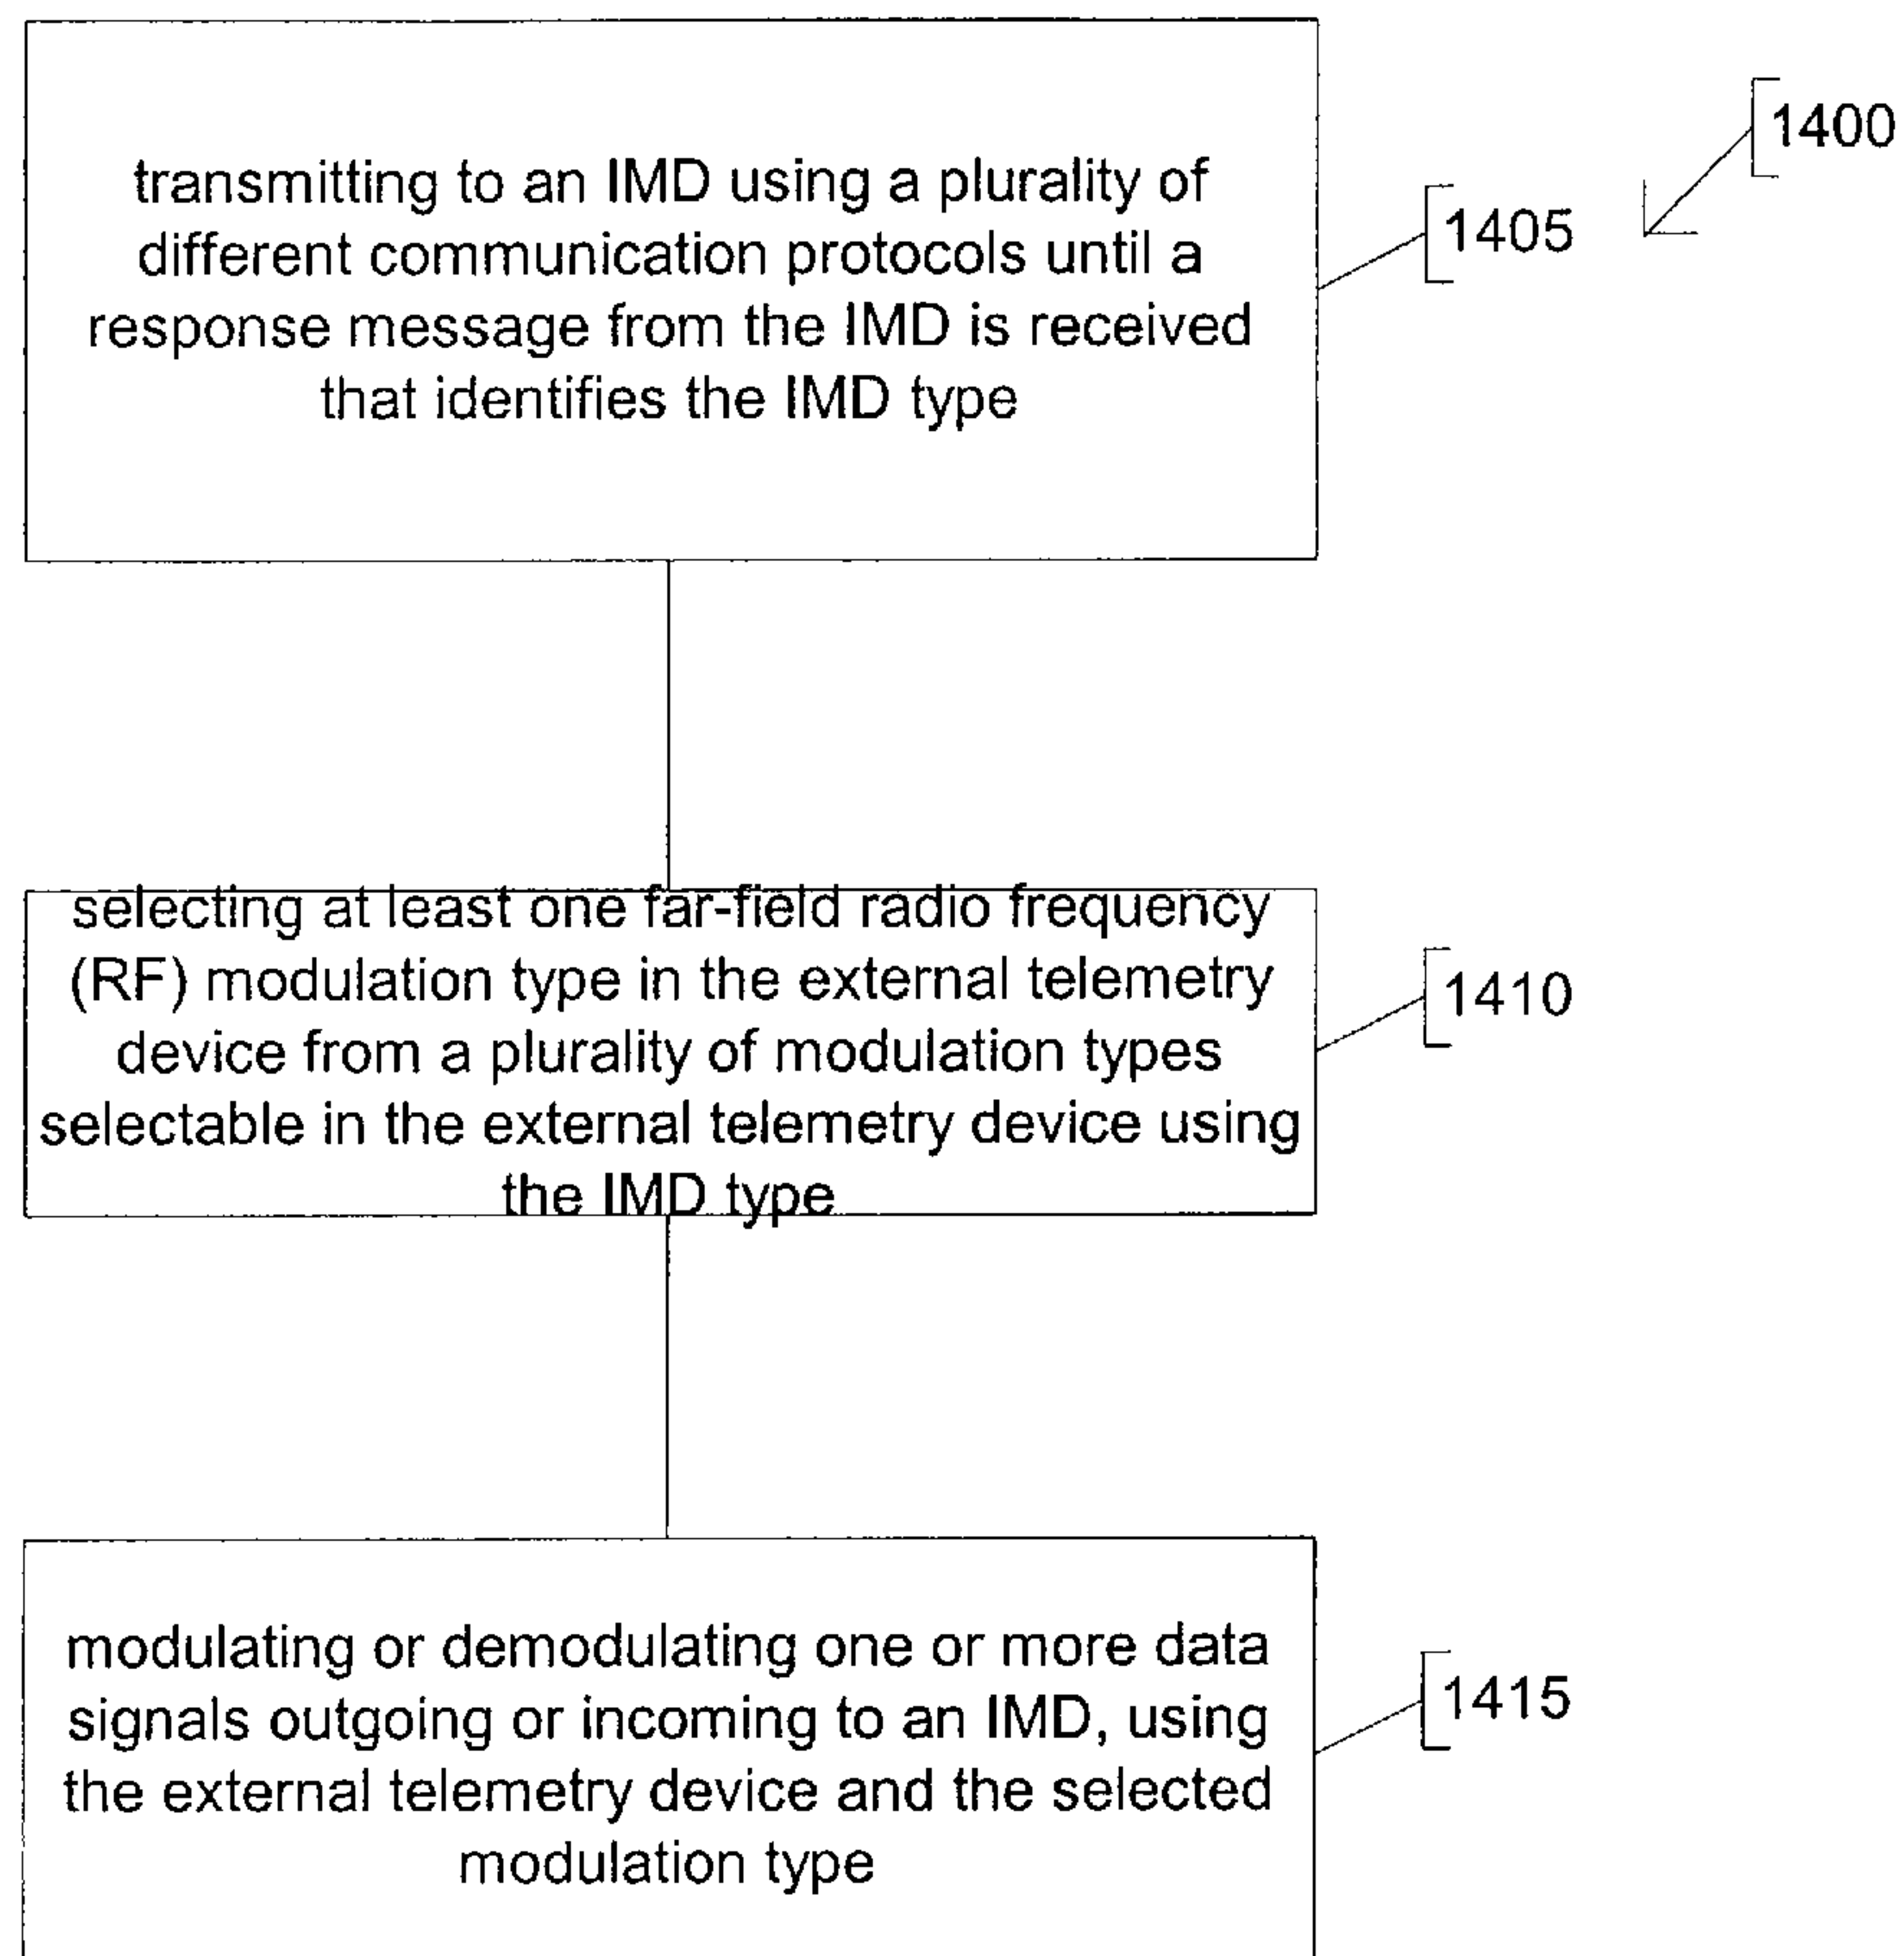 1400
transmitting to an IMD using a plurality of
different communication protocols until a
response message from the IMD is received
that identifies the IMD type
1405
selecting at least one far-field radio frequency
(RF) modulation type in the external telemetry
device from a plurality of modulation types
selectable in the external telemetry device using
the IMD type
1410
modulating or demodulating one or more data
signals outgoing or incoming to an IMD, using
the external telemetry device and the selected
modulation type
1415